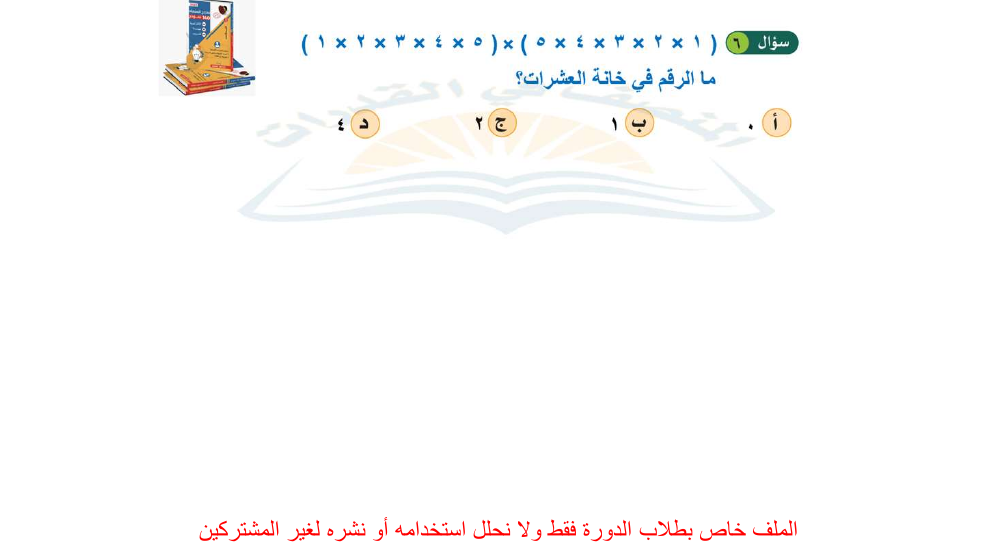 سؤال ٦ ( ١ × ٢ × ٣ × ٤ × ٥ ) × ( ٥ × ٤ × ٣ × ٢ × ١ )
ما الرقم في خانة العشرات؟
أ ٠ ب ١ ج ٢ د ٤
الملف خاص بطلاب الدورة فقط ولا نحلل استخدامه أو نشره لغير المشتركين